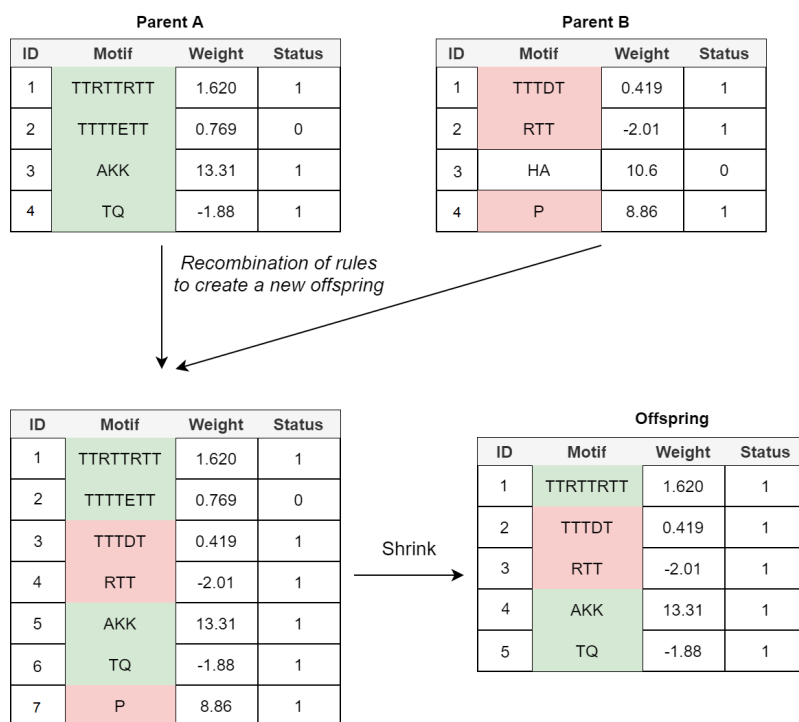 Parent A
ID Motif Weight Status
1 TTRTTRTT 1.620 1
2 TTTTETT 0.769 0
3 AKK 13.31 1
4 TQ -1.88 1
Parent B
ID Motif Weight Status
1 TTTDT 0.419 1
2 RTT -2.01 1
3 HA 10.6 0
4 P 8.86 1
Recombination of rules
to create a new offspring
ID Motif Weight Status
1 TTRTTRTT 1.620 1
2 TTTTETT 0.769 0
3 TTTDT 0.419 1
4 RTT -2.01 1
5 AKK 13.31 1
6 TQ -1.88 1
7 P 8.86 1
Shrink
Offspring
ID Motif Weight Status
1 TTRTTRTT 1.620 1
2 TTTDT 0.419 1
3 RTT -2.01 1
4 AKK 13.31 1
5 TQ -1.88 1